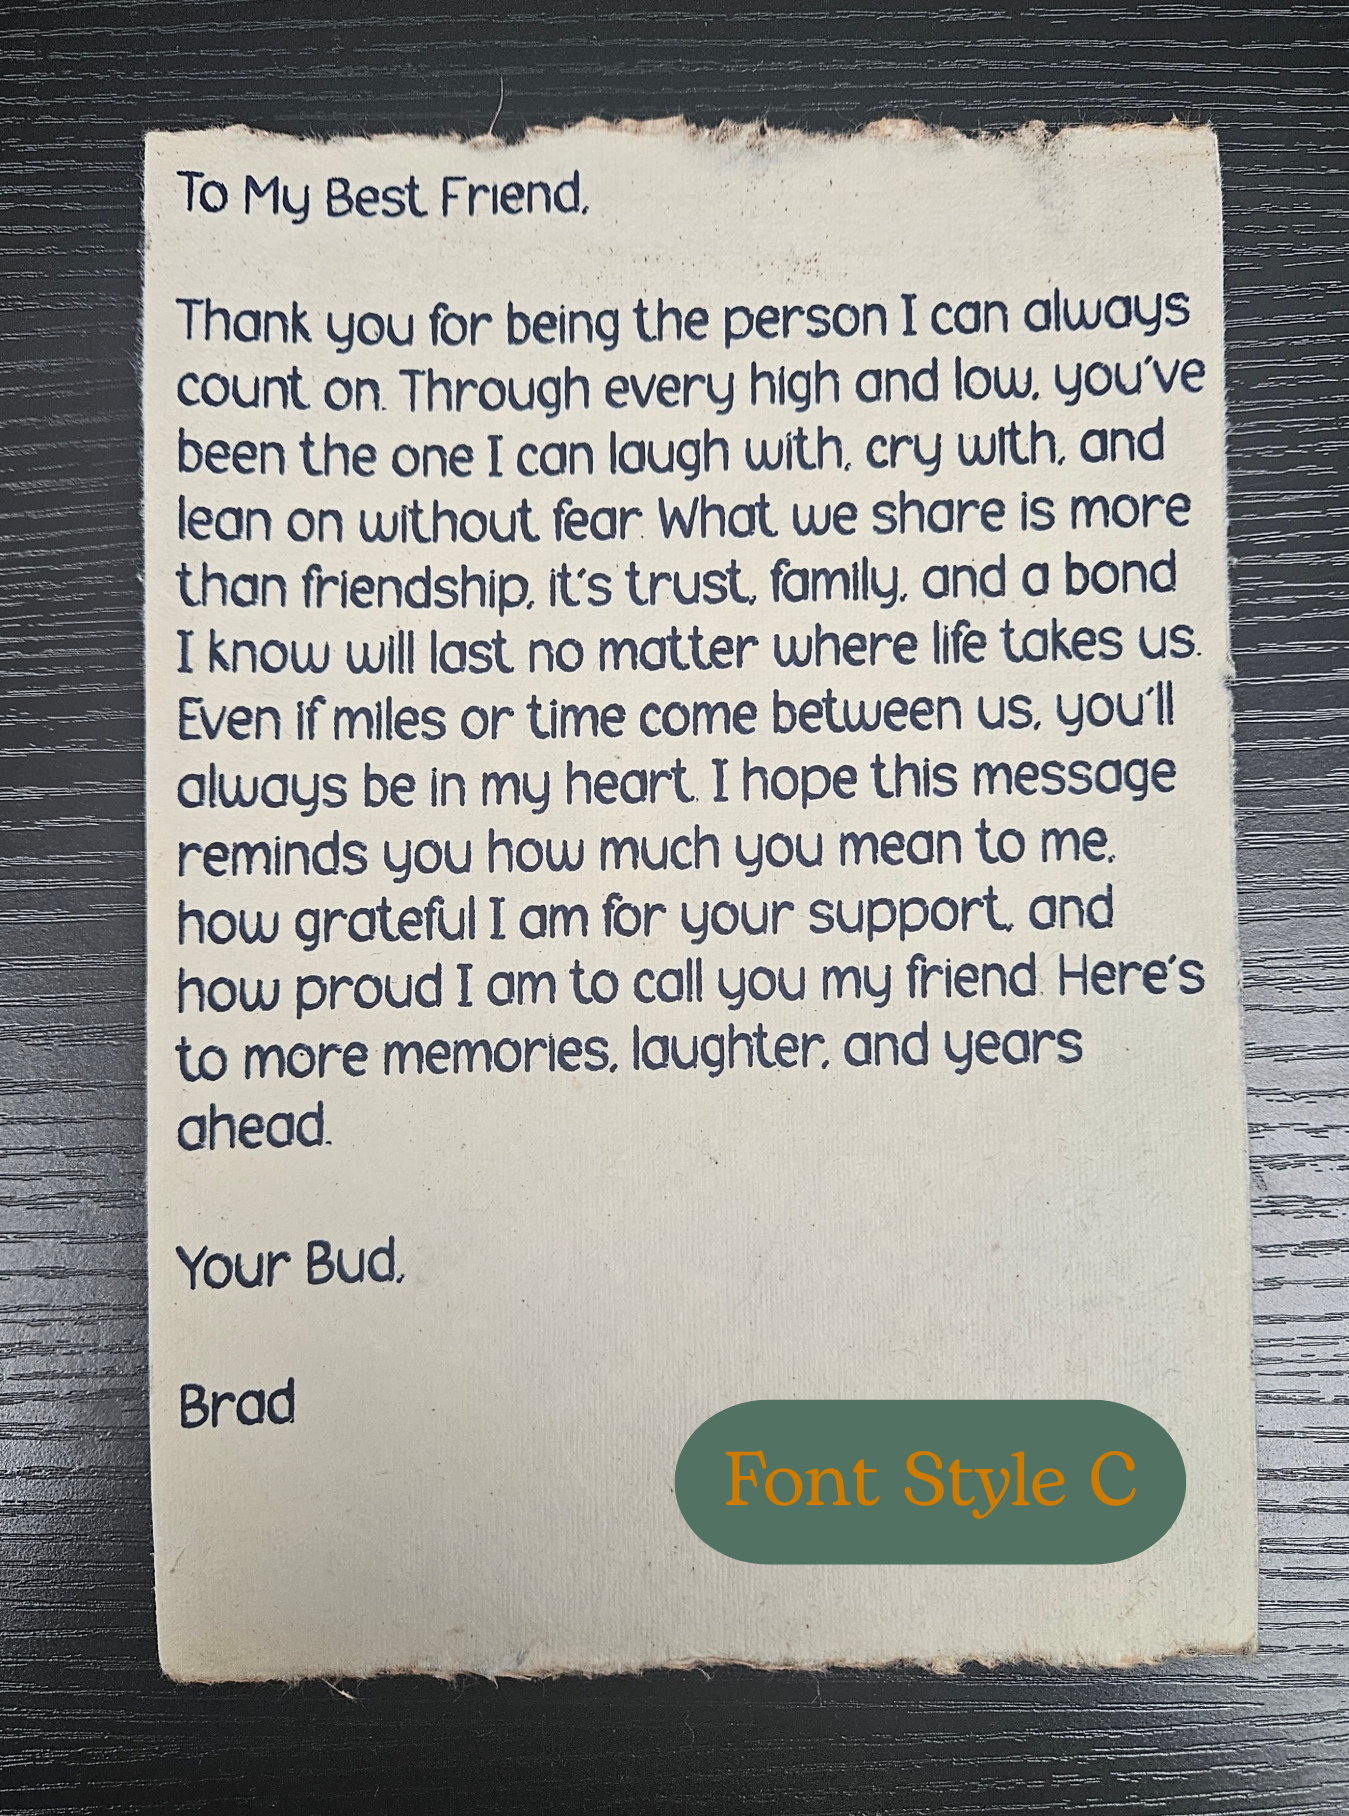 To My Best Friend,
Thank you for being the person I can always
count on. Through every high and low, you've
been the one I can laugh with, cry with, and
lean on without fear. What we share is more
than friendship, it's trust, family, and a bond
I know will last no matter where life takes us.
Even if miles or time come between us, you'll
always be in my heart. I hope this message
reminds you how much you mean to me,
how grateful I am for your support, and
how proud I am to call you my friend. Here's
to more memories, laughter, and years
ahead.
Your Bud,
Brad
Font Style C